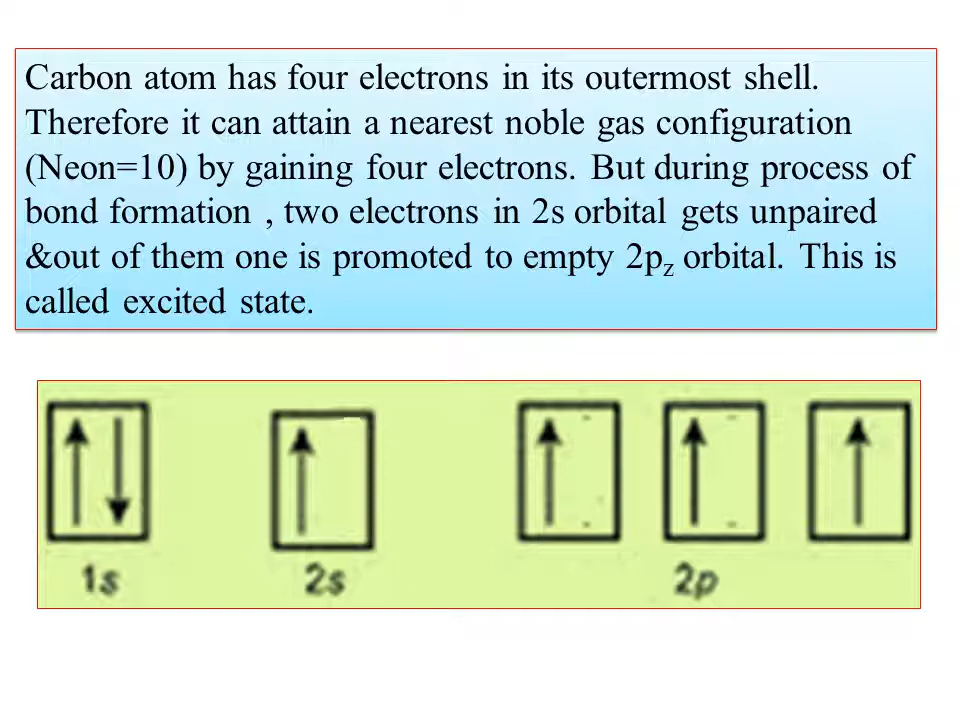 Carbon atom has four electrons in its outermost shell.
Therefore it can attain a nearest noble gas configuration
(Neon=10) by gaining four electrons. But during process of
bond formation , two electrons in 2s orbital gets unpaired
&out of them one is promoted to empty 2pz orbital. This is
called excited state.
1s 2s 2p